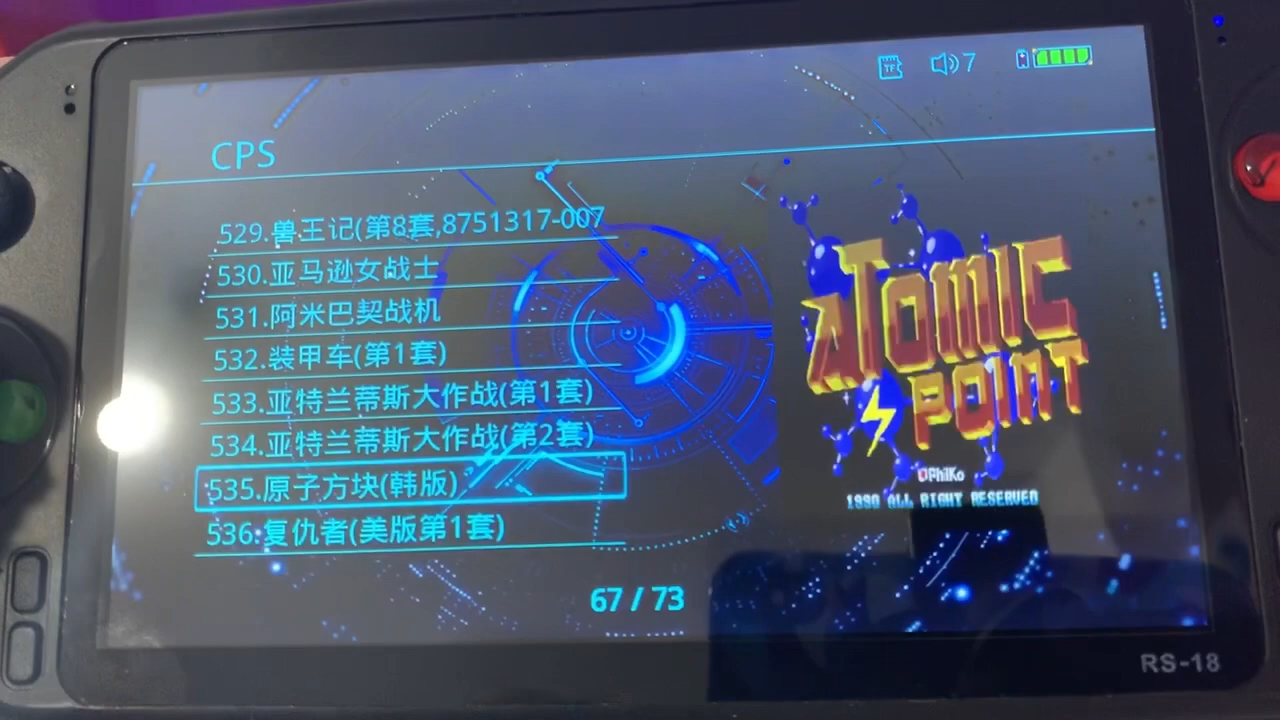 TF
7
CPS
529.兽王记(第8套,8751317-007
530.亚马逊女战士
531.阿米巴契战机
532.装甲车(第1套)
533.亚特兰蒂斯大作战(第1套)
534.亚特兰蒂斯大作战(第2套)
535.原子方块(韩版)
536.复仇者(美版第1套)
67 / 73
ATOMIC
POINT
©PhilKo
1990 ALL RIGHT RESERVED
RS-18